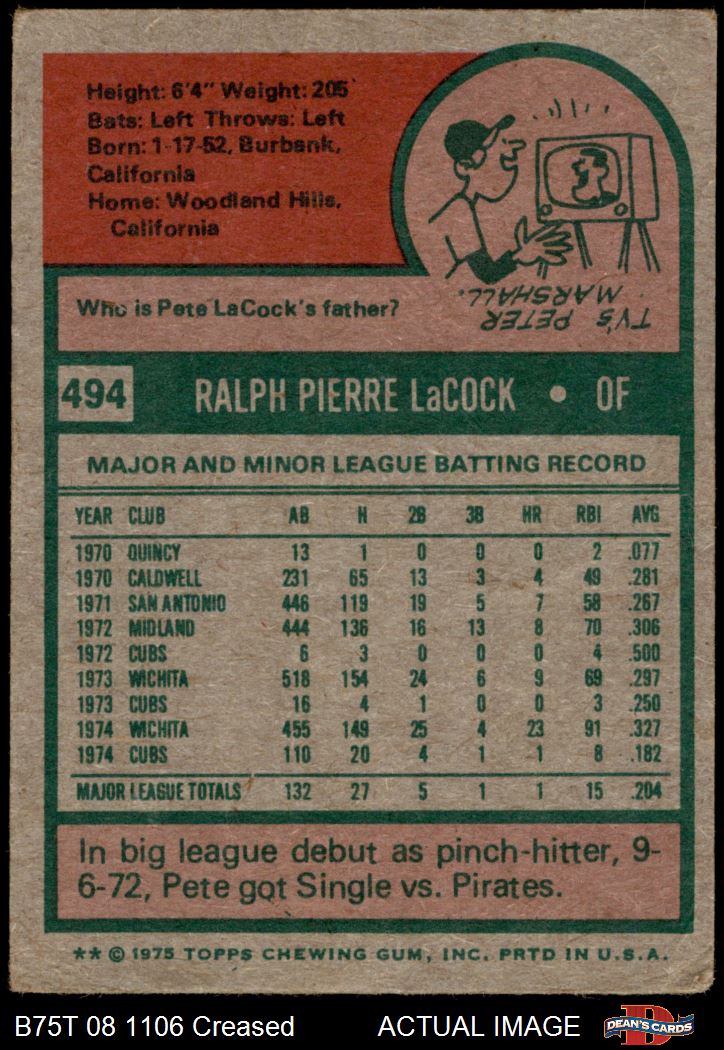 Height: 6'4" Weight: 205
Bats: Left Throws: Left
Born: 1-17-52, Burbank,
California
Home: Woodland Hills,
California
Who is Pete LaCock's father?
TV'S PETER
MARSHALL.
494 RALPH PIERRE LaCOCK • OF
MAJOR AND MINOR LEAGUE BATTING RECORD
YEAR CLUB AB H 2B 3B HR RBI AVG
1970 QUINCY 13 1 0 0 0 2 .077
1970 CALDWELL 231 65 13 3 4 49 .281
1971 SAN ANTONIO 446 119 19 5 7 58 .267
1972 MIDLAND 444 136 16 13 8 70 .306
1972 CUBS 6 3 0 0 0 4 .500
1973 WICHITA 518 154 24 6 9 69 .297
1973 CUBS 16 4 1 0 0 3 .250
1974 WICHITA 455 149 25 4 23 91 .327
1974 CUBS 110 20 4 1 1 8 .182
MAJOR LEAGUE TOTALS 132 27 5 1 1 15 .204
In big league debut as pinch-hitter, 9-
6-72, Pete got Single vs. Pirates.
** © 1975 TOPPS CHEWING GUM, INC. PRTD IN U.S.A.
B75T 08 1106 Creased ACTUAL IMAGE
DEAN'S CARDS